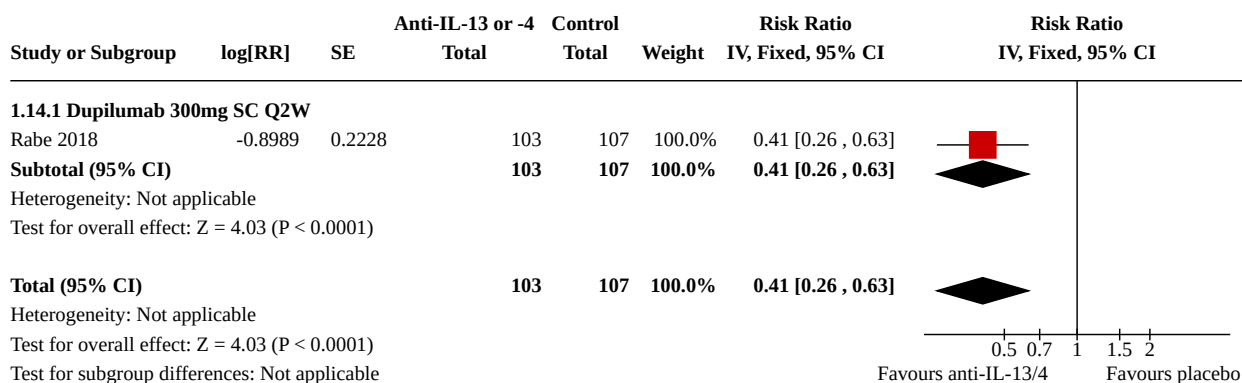 Anti-IL-13 or -4 Control Risk Ratio Risk Ratio
Study or Subgroup log[RR] SE Total Total Weight IV, Fixed, 95% CI IV, Fixed, 95% CI
1.14.1 Dupilumab 300mg SC Q2W
Rabe 2018 -0.8989 0.2228 103 107 100.0% 0.41 [0.26 , 0.63]
Subtotal (95% CI) 103 107 100.0% 0.41 [0.26 , 0.63]
Heterogeneity: Not applicable
Test for overall effect: Z = 4.03 (P < 0.0001)
Total (95% CI) 103 107 100.0% 0.41 [0.26 , 0.63]
Heterogeneity: Not applicable
Test for overall effect: Z = 4.03 (P < 0.0001) 0.5 0.7 1 1.5 2
Test for subgroup differences: Not applicable Favours anti-IL-13/4 Favours placebo